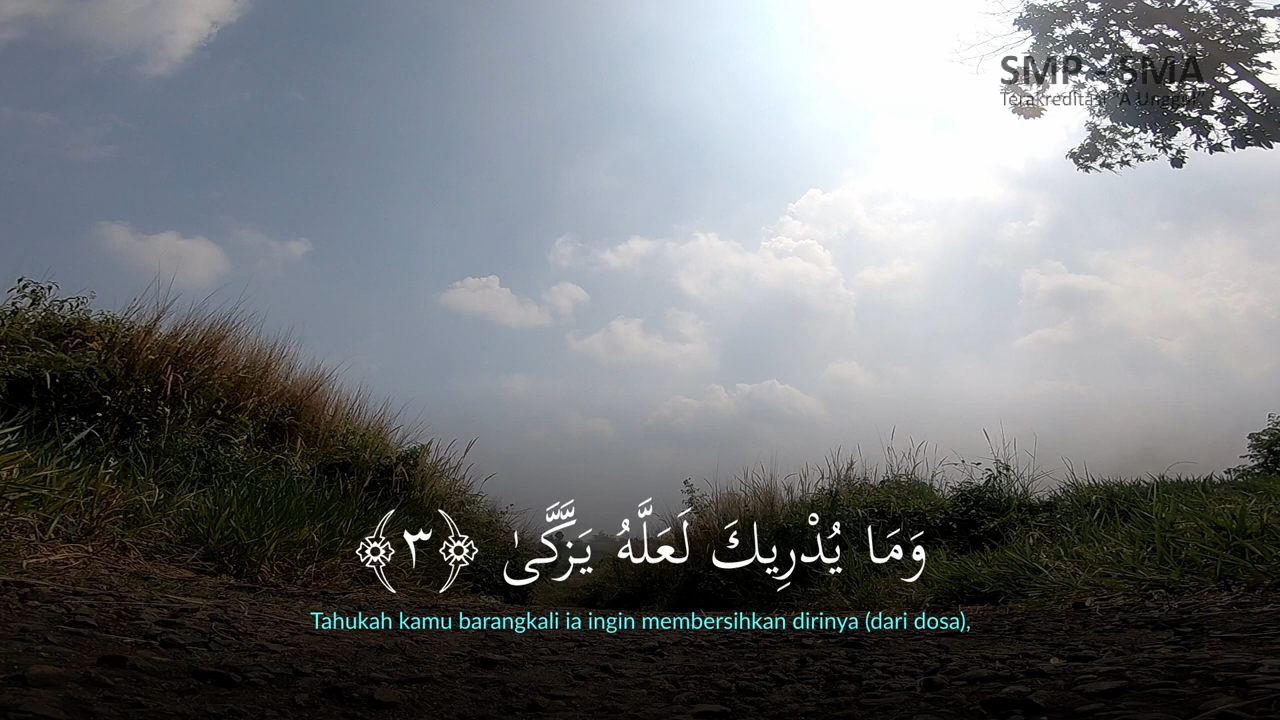 SMP - SMA
Terakreditasi "A Unggul"
وَمَا يُدْرِيكَ لَعَلَّهُ يَزَّكَّىٰ ﴿٣﴾
Tahukah kamu barangkali ia ingin membersihkan dirinya (dari dosa),